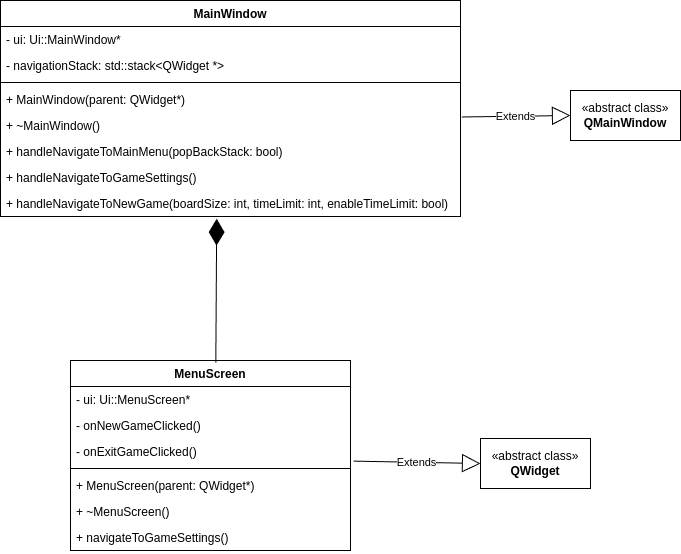 MainWindow
- ui: Ui::MainWindow*
- navigationStack: std::stack<QWidget *>
+ MainWindow(parent: QWidget*)
+ ~MainWindow()
+ handleNavigateToMainMenu(popBackStack: bool)
+ handleNavigateToGameSettings()
+ handleNavigateToNewGame(boardSize: int, timeLimit: int, enableTimeLimit: bool)
Extends
«abstract class»
QMainWindow
MenuScreen
- ui: Ui::MenuScreen*
- onNewGameClicked()
- onExitGameClicked()
+ MenuScreen(parent: QWidget*)
+ ~MenuScreen()
+ navigateToGameSettings()
Extends
«abstract class»
QWidget